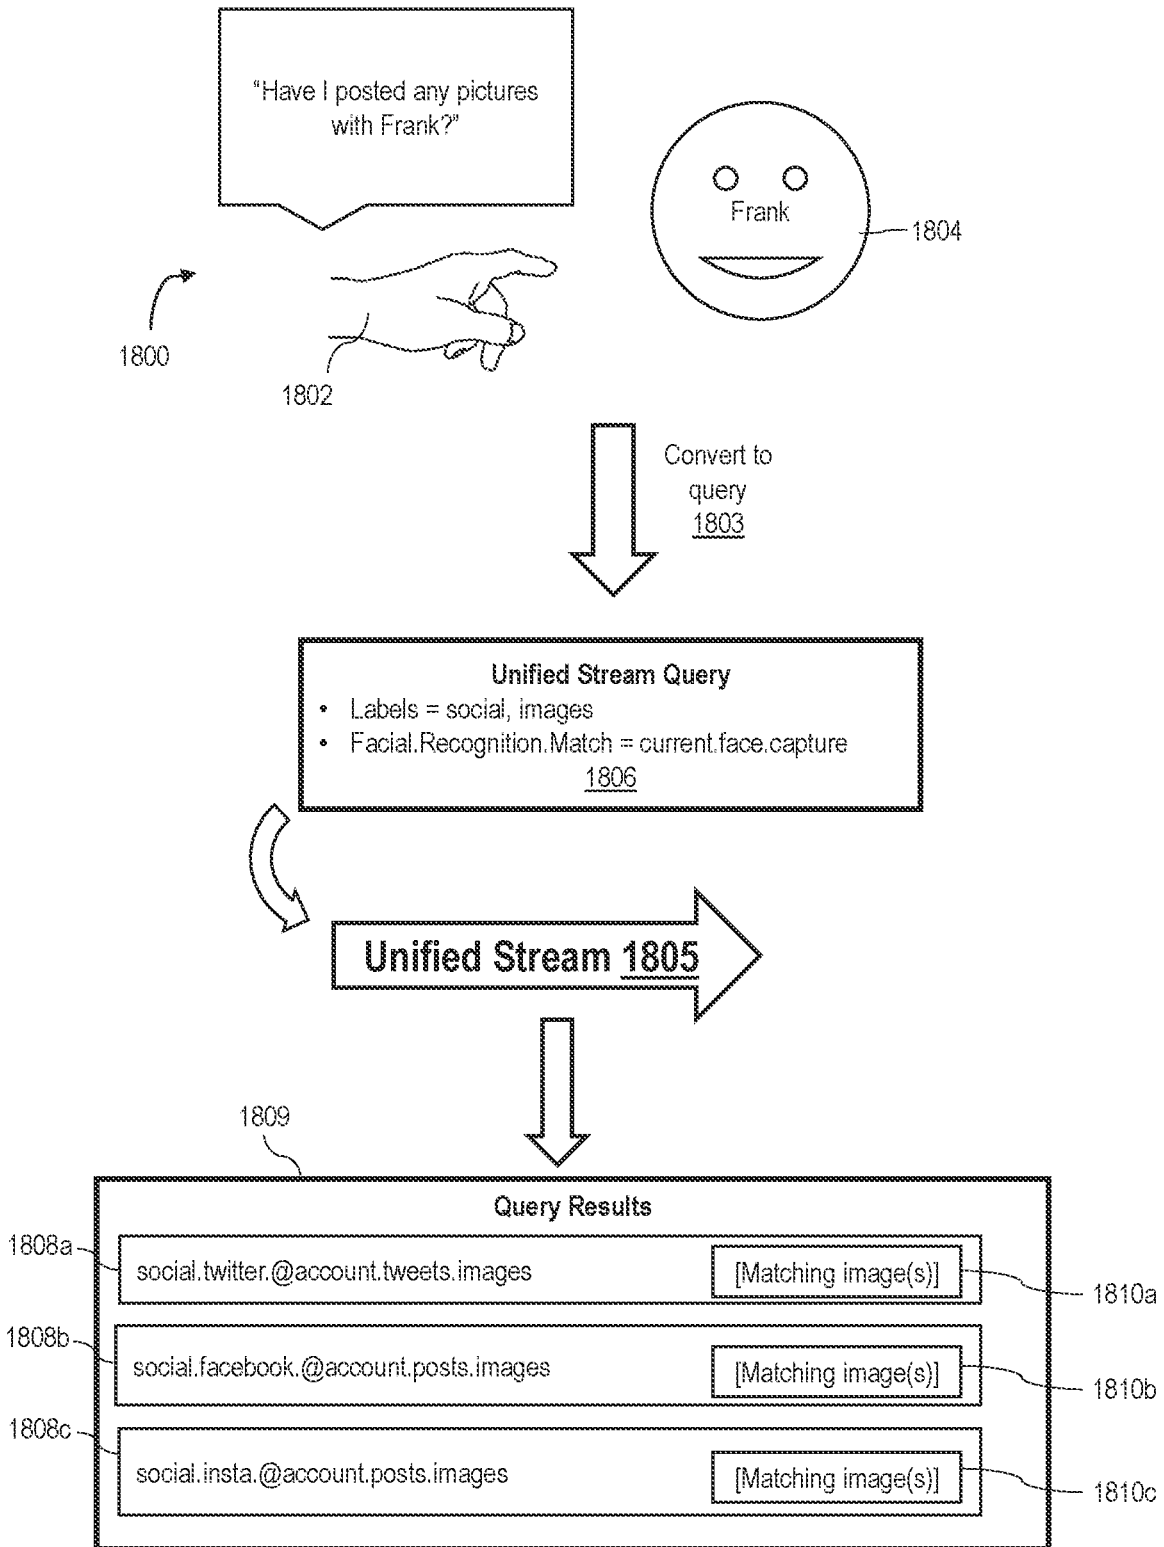 “Have I posted any pictures
with Frank?”
Frank
1804
1800
1802
Convert to
query
1803
Unified Stream Query
• Labels = social, images
• Facial.Recognition.Match = current.face.capture
1806
Unified Stream 1805
1809
Query Results
1808a
social.twitter.@account.tweets.images
[Matching image(s)]
1810a
1808b
social.facebook.@account.posts.images
[Matching image(s)]
1810b
1808c
social.insta.@account.posts.images
[Matching image(s)]
1810c